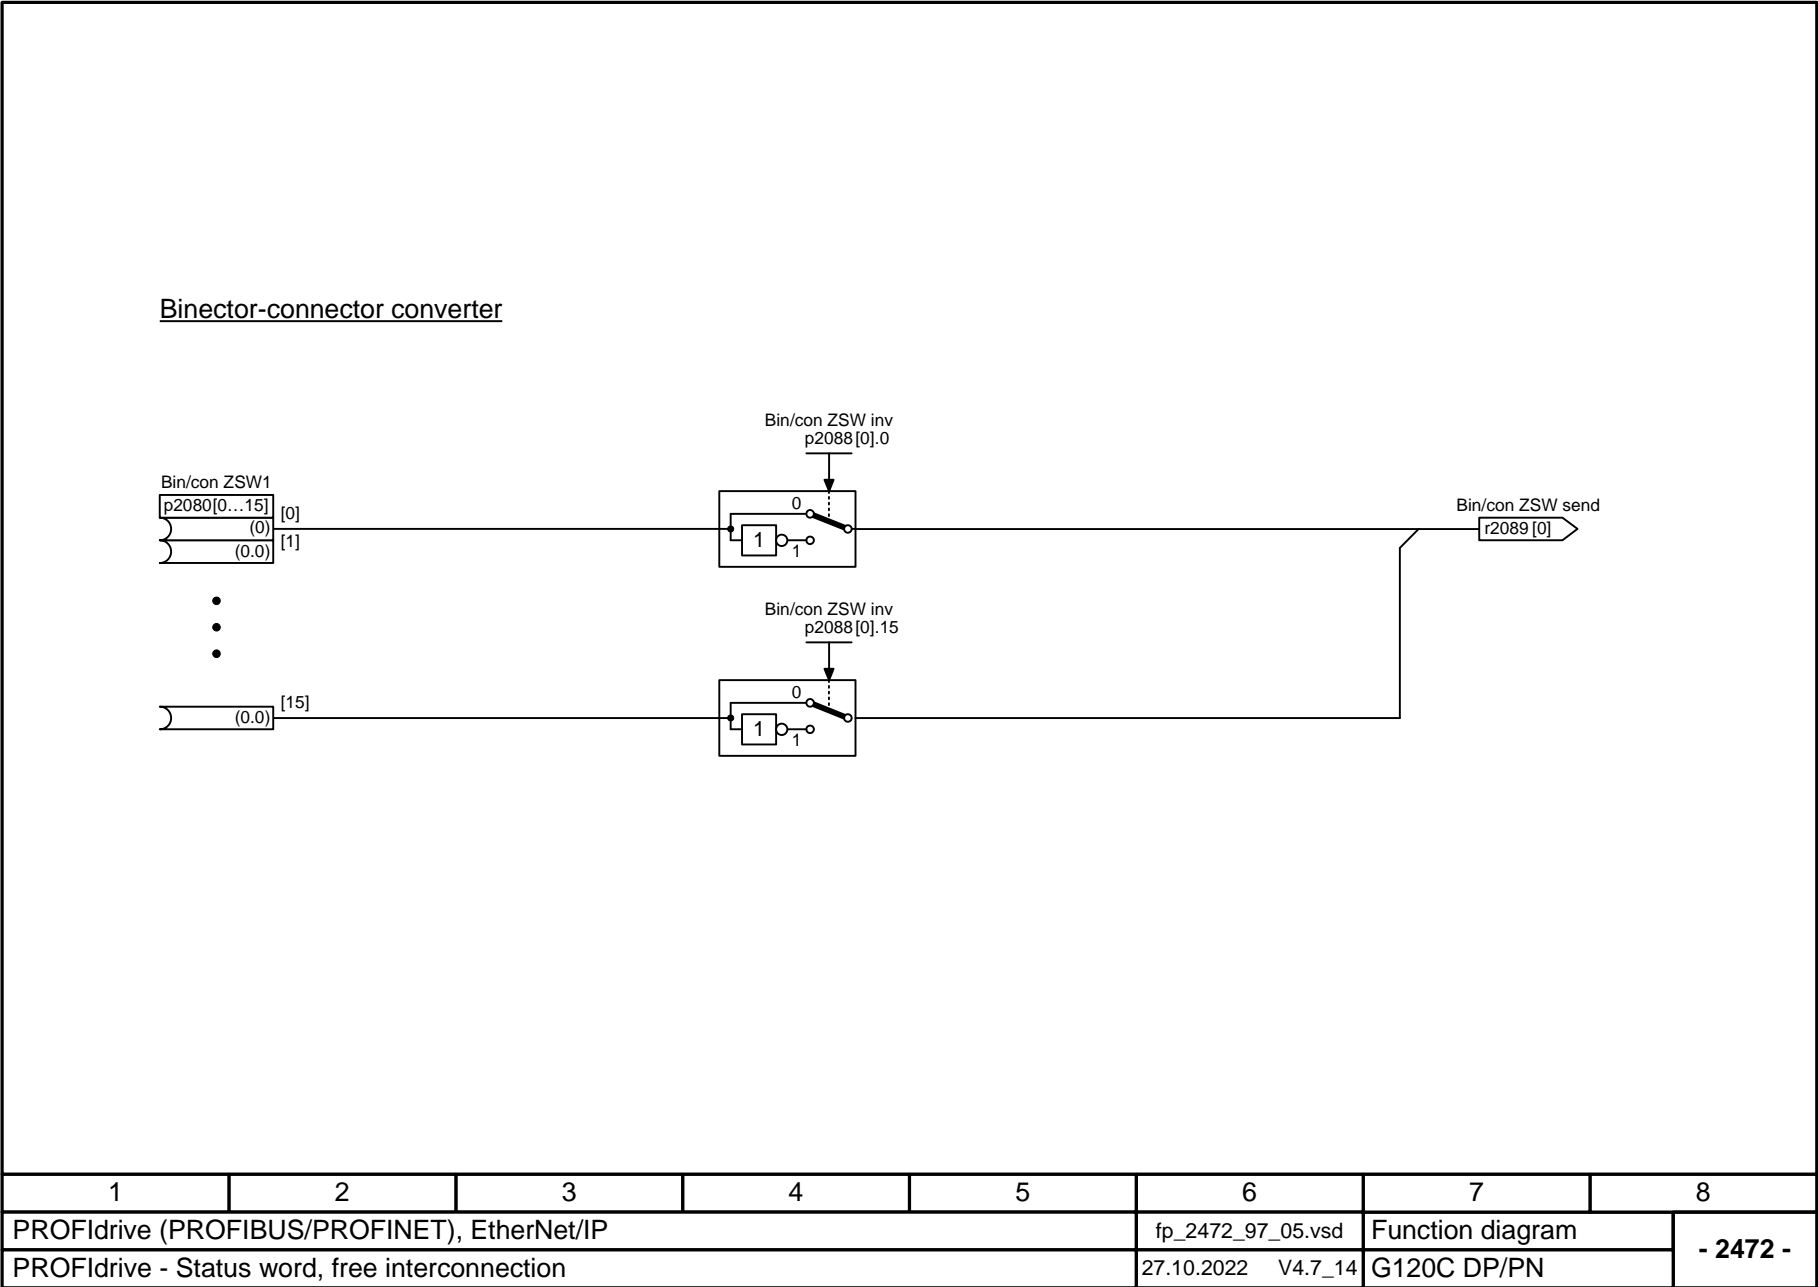 Binector-connector converter
Bin/con ZSW inv
p2088[0].0
Bin/con ZSW1
p2080[0…15]
[0]
(0)
[1]
(0.0)
0
1
1
Bin/con ZSW send
r2089[0]
Bin/con ZSW inv
p2088[0].15
[15]
(0.0)
0
1
1
1 2 3 4 5 6 7 8
PROFIdrive (PROFIBUS/PROFINET), EtherNet/IP
fp_2472_97_05.vsd
Function diagram
- 2472 -
PROFIdrive - Status word, free interconnection
27.10.2022 V4.7_14
G120C DP/PN